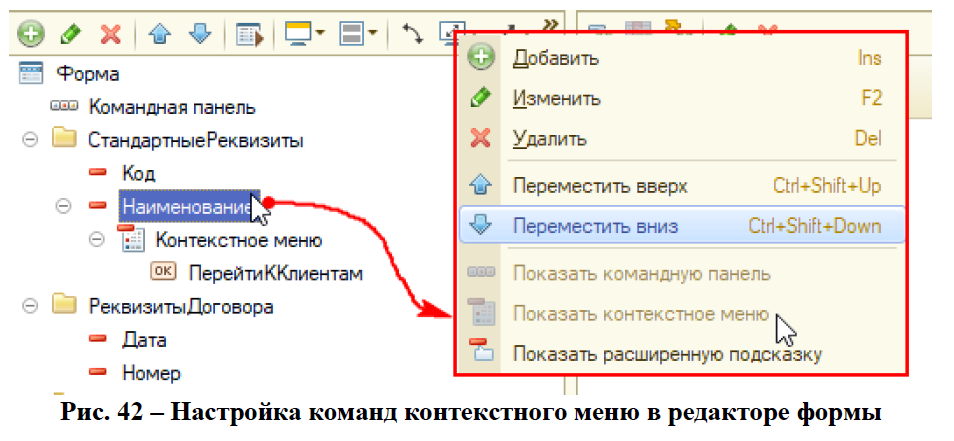 Форма
Командная панель
СтандартныеРеквизиты
Код
Наименование
Контекстное меню
ОК ПерейтиККлиентам
РеквизитыДоговора
Дата
Номер
Добавить Ins
Изменить F2
Удалить Del
Переместить вверх Ctrl+Shift+Up
Переместить вниз Ctrl+Shift+Down
Показать командную панель
Показать контекстное меню
Показать расширенную подсказку
Рис. 42 – Настройка команд контекстного меню в редакторе формы